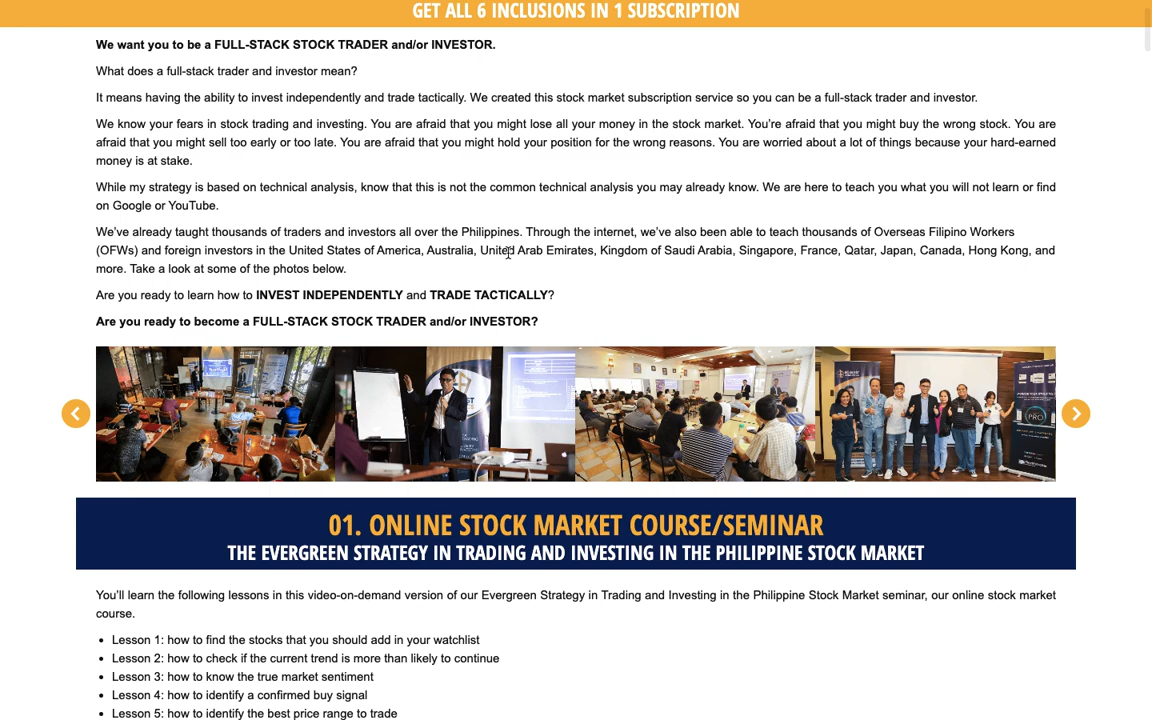 GET ALL 6 INCLUSIONS IN 1 SUBSCRIPTION
We want you to be a FULL-STACK STOCK TRADER and/or INVESTOR.
What does a full-stack trader and investor mean?
It means having the ability to invest independently and trade tactically. We created this stock market subscription service so you can be a full-stack trader and investor.
We know your fears in stock trading and investing. You are afraid that you might lose all your money in the stock market. You’re afraid that you might buy the wrong stock. You are
afraid that you might sell too early or too late. You are afraid that you might hold your position for the wrong reasons. You are worried about a lot of things because your hard-earned
money is at stake.
While my strategy is based on technical analysis, know that this is not the common technical analysis you may already know. We are here to teach you what you will not learn or find
on Google or YouTube.
We’ve already taught thousands of traders and investors all over the Philippines. Through the internet, we’ve also been able to teach thousands of Overseas Filipino Workers
(OFWs) and foreign investors in the United States of America, Australia, United Arab Emirates, Kingdom of Saudi Arabia, Singapore, France, Qatar, Japan, Canada, Hong Kong, and
more. Take a look at some of the photos below.
Are you ready to learn how to INVEST INDEPENDENTLY and TRADE TACTICALLY?
Are you ready to become a FULL-STACK STOCK TRADER and/or INVESTOR?
PRO
01. ONLINE STOCK MARKET COURSE/SEMINAR
THE EVERGREEN STRATEGY IN TRADING AND INVESTING IN THE PHILIPPINE STOCK MARKET
You’ll learn the following lessons in this video-on-demand version of our Evergreen Strategy in Trading and Investing in the Philippine Stock Market seminar, our online stock market
course.
• Lesson 1: how to find the stocks that you should add in your watchlist
• Lesson 2: how to check if the current trend is more than likely to continue
• Lesson 3: how to know the true market sentiment
• Lesson 4: how to identify a confirmed buy signal
• Lesson 5: how to identify the best price range to trade